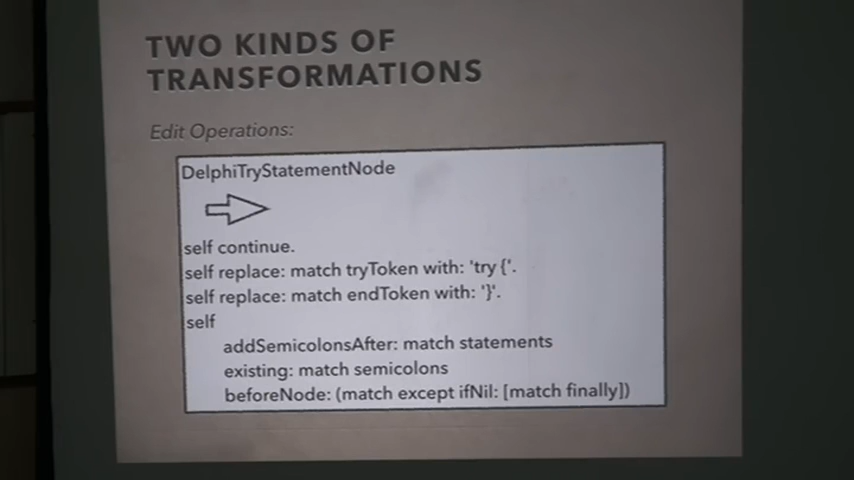 TWO KINDS OF
TRANSFORMATIONS
Edit Operations:
DelphiTryStatementNode
self continue.
self replace: match tryToken with: 'try {'.
self replace: match endToken with: '}'.
self
addSemicolonsAfter: match statements
existing: match semicolons
beforeNode: (match except ifNil: [match finally])